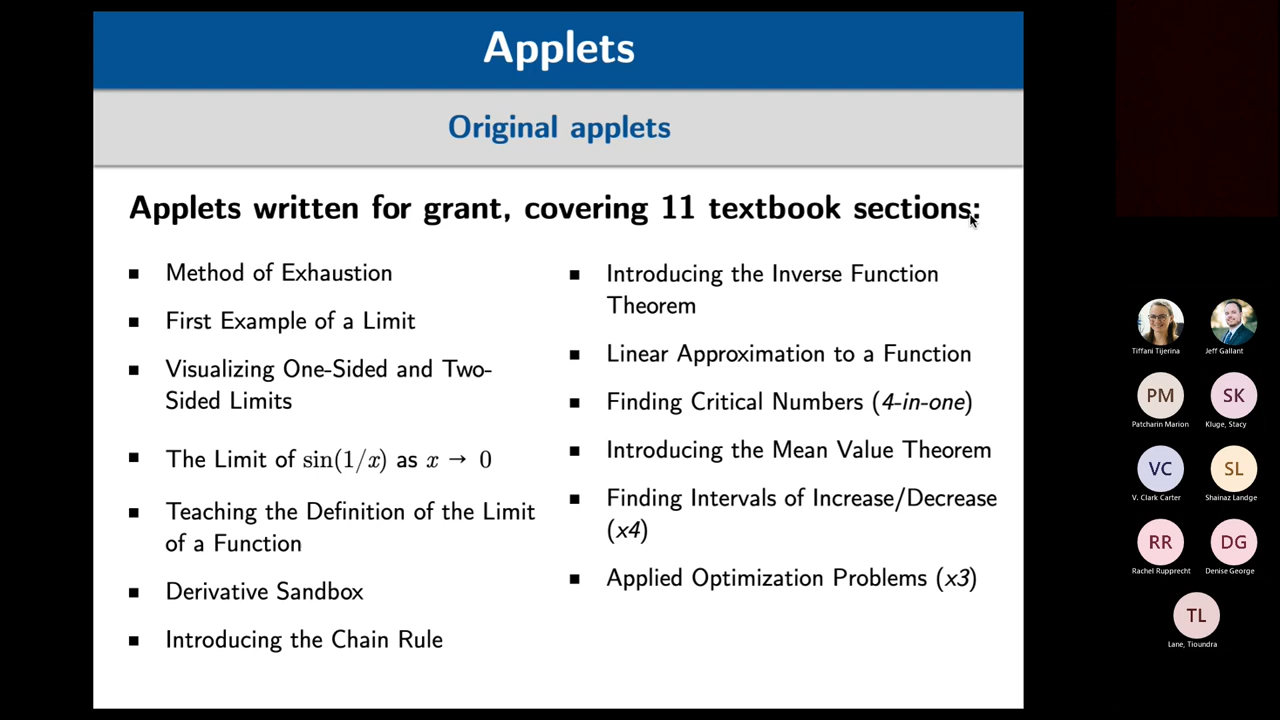 Applets
Original applets
Applets written for grant, covering 11 textbook sections:
■ Method of Exhaustion
■ First Example of a Limit
■ Visualizing One-Sided and Two-
Sided Limits
■ The Limit of sin(1/x) as x → 0
■ Teaching the Definition of the Limit
of a Function
■ Derivative Sandbox
■ Introducing the Chain Rule
■ Introducing the Inverse Function
Theorem
■ Linear Approximation to a Function
■ Finding Critical Numbers (4-in-one)
■ Introducing the Mean Value Theorem
■ Finding Intervals of Increase/Decrease
(x4)
■ Applied Optimization Problems (x3)
Tiffani Tijerina
Jeff Gallant
PM
Patcharin Marion
SK
Kluge, Stacy
VC
V. Clark Carter
SL
Shainaz Landge
RR
Rachel Rupprecht
DG
Denise George
TL
Lane, Tioundra